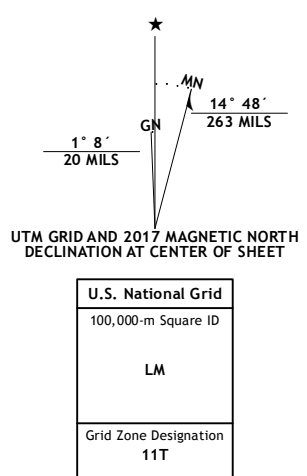 ★
MN
14° 48´
263 MILS
GN
1° 8´
20 MILS
UTM GRID AND 2017 MAGNETIC NORTH
DECLINATION AT CENTER OF SHEET
U.S. National Grid
100,000-m Square ID
LM
Grid Zone Designation
11T